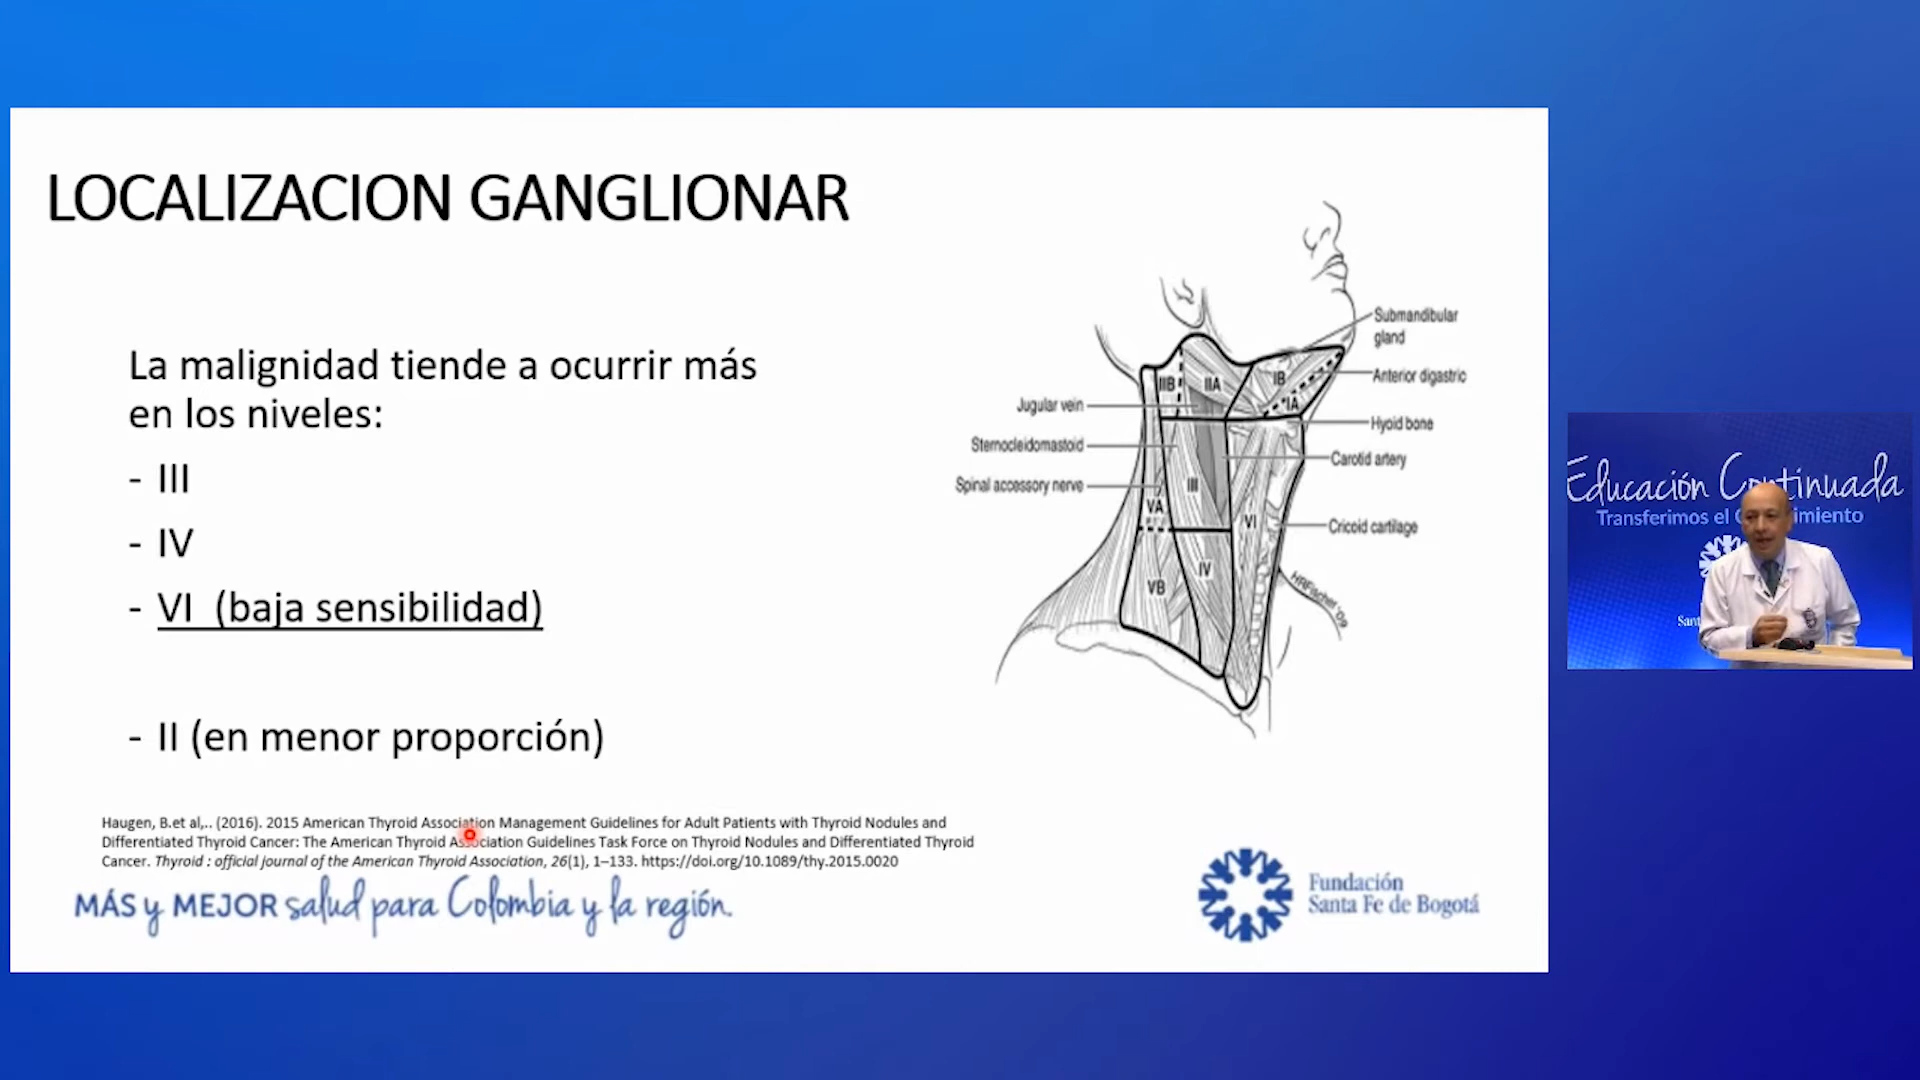 LOCALIZACION GANGLIONAR
La malignidad tiende a ocurrir más
en los niveles:
- III
- IV
- VI (baja sensibilidad)
- II (en menor proporción)
Submandibular
gland
Anterior digastric
Hyoid bone
Carotid artery
Cricoid cartilage
Jugular vein
Sternocleidomastoid
Spinal accessory nerve
IIB
IIA
IB
IA
III
VA
VI
IV
VB
HRFischer '09
Haugen, B.et al,.. (2016). 2015 American Thyroid Association Management Guidelines for Adult Patients with Thyroid Nodules and
Differentiated Thyroid Cancer: The American Thyroid Association Guidelines Task Force on Thyroid Nodules and Differentiated Thyroid
Cancer. Thyroid : official journal of the American Thyroid Association, 26(1), 1–133. https://doi.org/10.1089/thy.2015.0020
MÁS y MEJOR salud para Colombia y la región.
Fundación
Santa Fe de Bogotá
Educación Continuada
Transferimos el